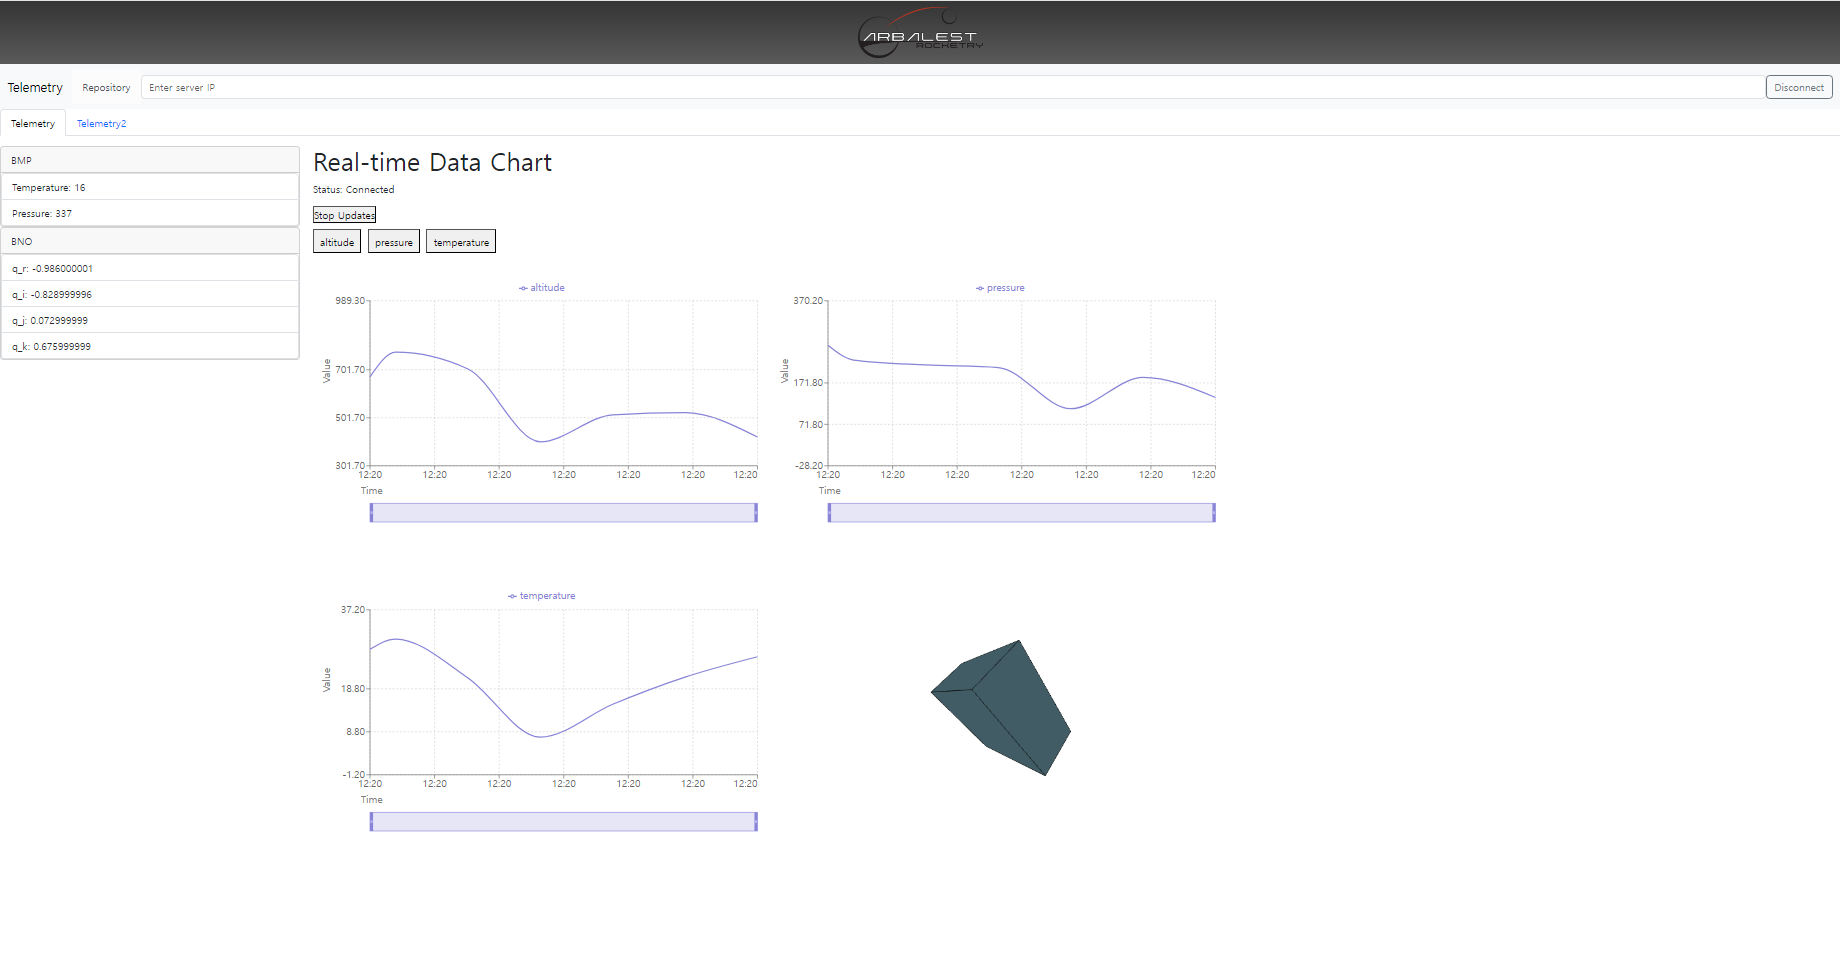 ARBALEST
ROCKETRY
Telemetry Repository Enter server IP Disconnect
Telemetry Telemetry2
BMP
Temperature: 16
Pressure: 337
BNO
q_r: -0.986000001
q_i: -0.828999996
q_j: 0.072999999
q_k: 0.675999999
Real-time Data Chart
Status: Connected
Stop Updates
altitude pressure temperature
altitude
989.30
701.70
501.70
301.70
Value
12:20 12:20 12:20 12:20 12:20 12:20 12:20
Time
pressure
370.20
171.80
71.80
-28.20
Value
12:20 12:20 12:20 12:20 12:20 12:20 12:20
Time
temperature
37.20
18.80
8.80
-1.20
Value
12:20 12:20 12:20 12:20 12:20 12:20 12:20
Time